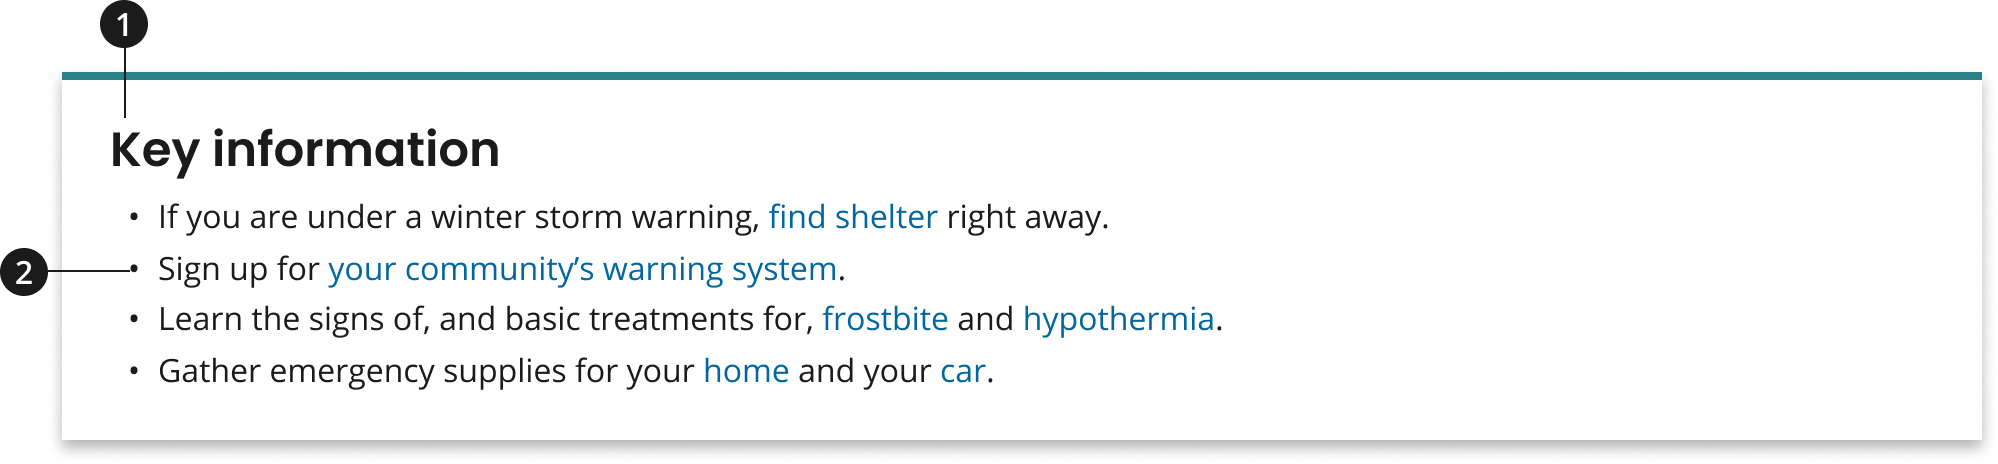 1
Key information
• If you are under a winter storm warning, find shelter right away.
2
• Sign up for your community’s warning system.
• Learn the signs of, and basic treatments for, frostbite and hypothermia.
• Gather emergency supplies for your home and your car.